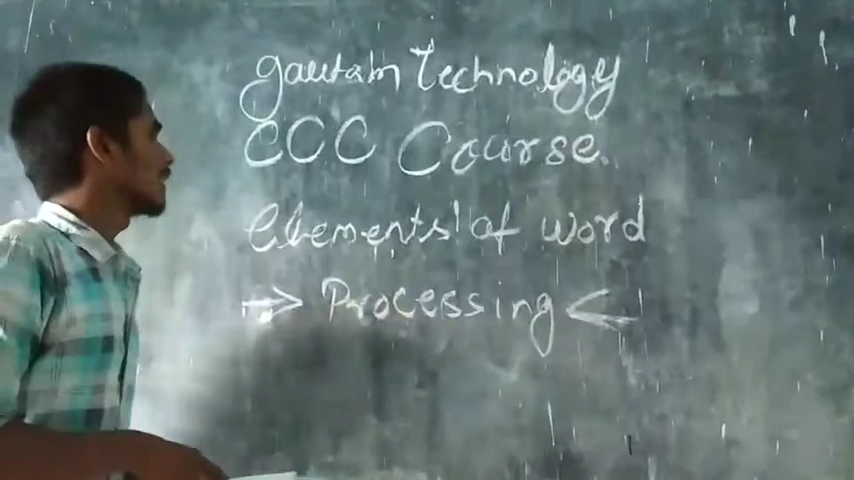 gautam Technology
CCC Course.
Elements of word
⇒ Processing ⇐